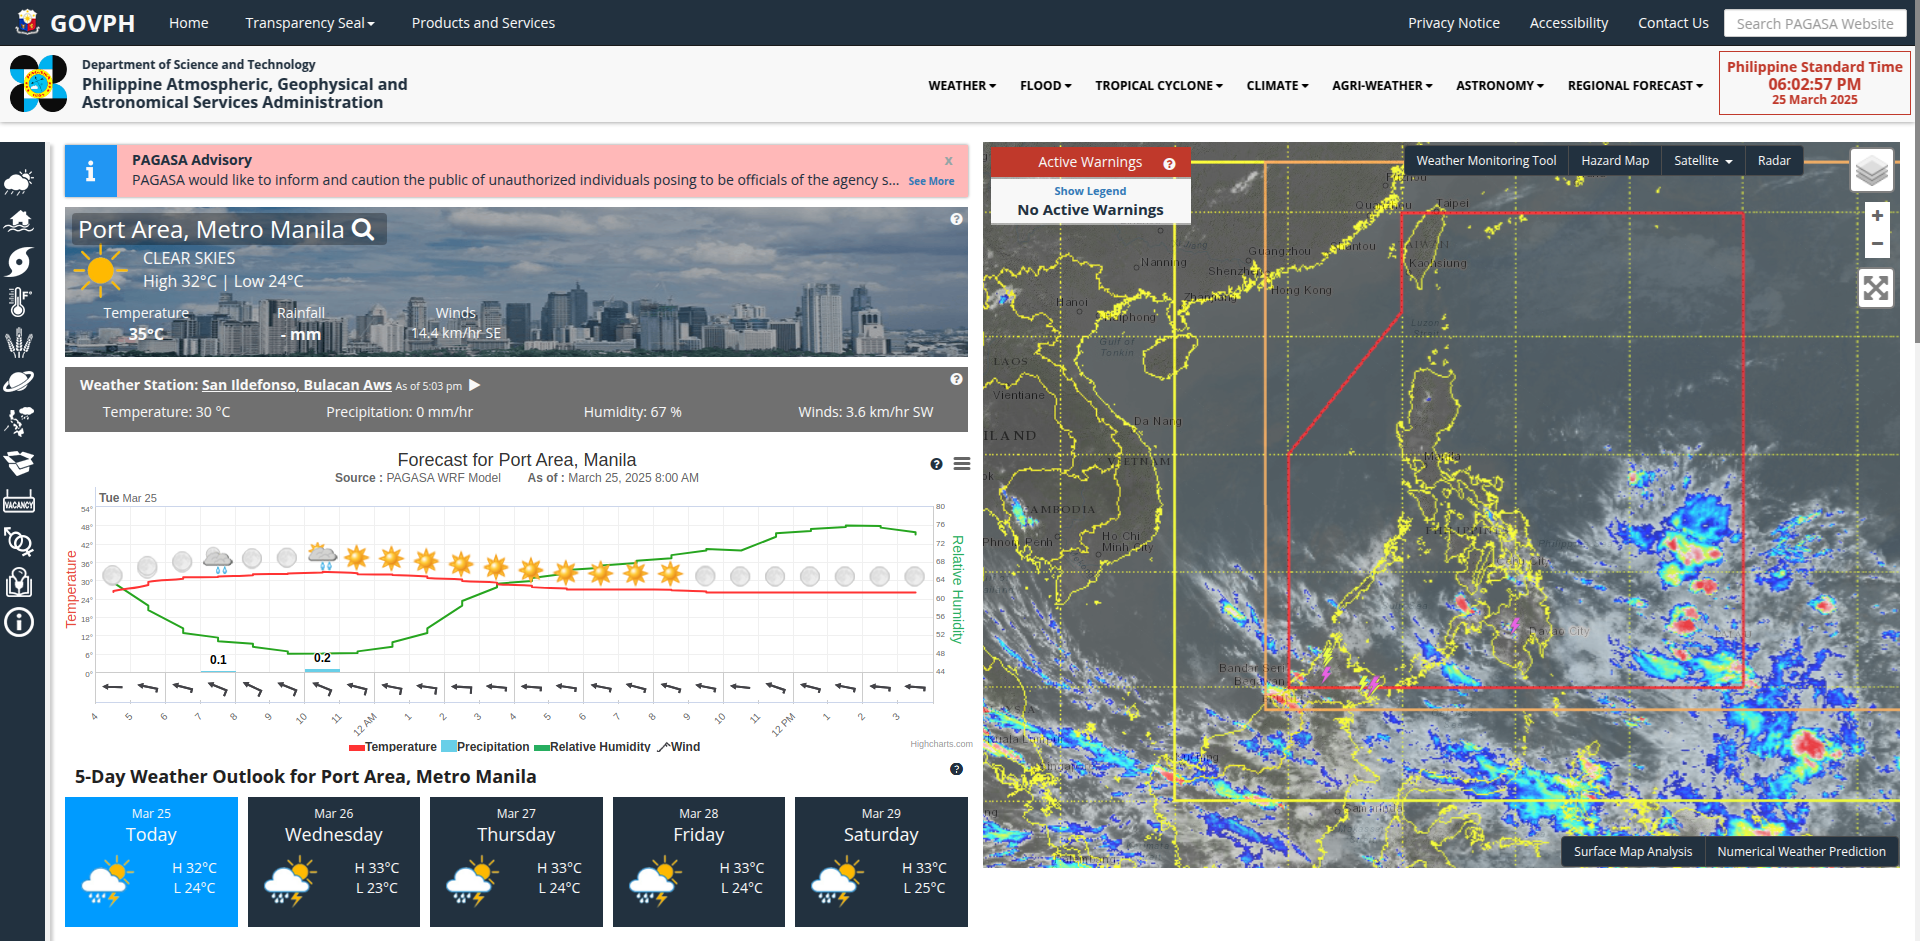 GOVPH
Home
Transparency Seal
Products and Services
Privacy Notice
Accessibility
Contact Us
Search PAGASA Website
Department of Science and Technology
Philippine Atmospheric, Geophysical and
Astronomical Services Administration
WEATHER
FLOOD
TROPICAL CYCLONE
CLIMATE
AGRI-WEATHER
ASTRONOMY
REGIONAL FORECAST
Philippine Standard Time
06:02:57 PM
25 March 2025
PAGASA Advisory
x
PAGASA would like to inform and caution the public of unauthorized individuals posing to be officials of the agency s...
See More
Port Area, Metro Manila
CLEAR SKIES
High 32°C | Low 24°C
Temperature
Rainfall
Winds
35°C
- mm
14.4 km/hr SE
Weather Station: San Ildefonso, Bulacan Aws As of 5:03 pm
Temperature: 30 °C
Precipitation: 0 mm/hr
Humidity: 67 %
Winds: 3.6 km/hr SW
Forecast for Port Area, Manila
Source : PAGASA WRF Model
As of : March 25, 2025 8:00 AM
Tue Mar 25
Temperature
54°
48°
42°
36°
30°
24°
18°
12°
6°
0°
80
76
72
68
64
60
56
52
48
44
Relative Humidity
0.1
0.2
4
5
6
7
8
9
10
11
12 AM
1
2
3
4
5
6
7
8
9
10
11
12 PM
1
2
3
Temperature
Precipitation
Relative Humidity
Wind
Highcharts.com
5-Day Weather Outlook for Port Area, Metro Manila
Mar 25
Today
H 32°C
L 24°C
Mar 26
Wednesday
H 33°C
L 23°C
Mar 27
Thursday
H 33°C
L 24°C
Mar 28
Friday
H 33°C
L 24°C
Mar 29
Saturday
H 33°C
L 25°C
VACANCY
Active Warnings
Show Legend
No Active Warnings
Weather Monitoring Tool
Hazard Map
Satellite
Radar
+
−
Taipei
Guangzhou
Nanning
Shenzhen
Kaohsiung
Hong Kong
Hanoi
Gulf of
Tonkin
Luzon
LAOS
Vientiane
Da Nang
VIETNAM
Ho Chi
Minh City
Davao City
Bandar Seri
Begawan
Surface Map Analysis
Numerical Weather Prediction